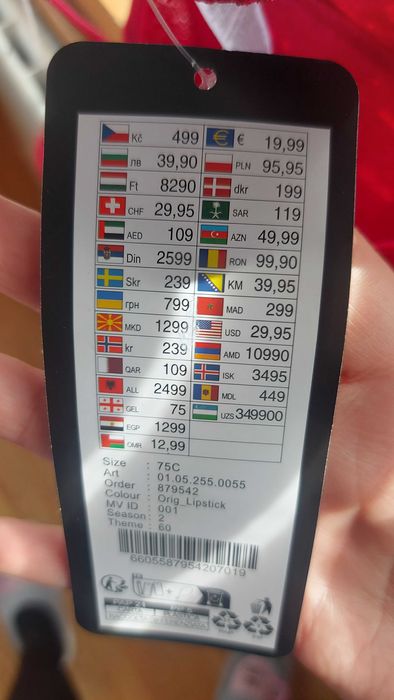 Kč 499 € 19,99
лв 39,90 PLN 95,95
Ft 8290 dkr 199
CHF 29,95 SAR 119
AED 109 AZN 49,99
Din 2599 RON 99,90
Skr 239 KM 39,95
грн 799 MAD 299
MKD 1299 USD 29,95
kr 239 AMD 10990
QAR 109 ISK 3495
ALL 2499 MDL 449
GEL 75 UZS 349900
EGP 1299
OMR 12,99
Size : 75C
Art : 01.05.255.0055
Order : 879542
Colour : Orig_Lipstick
MV ID : 001
Season : 2
Theme : 60
6605587954207019